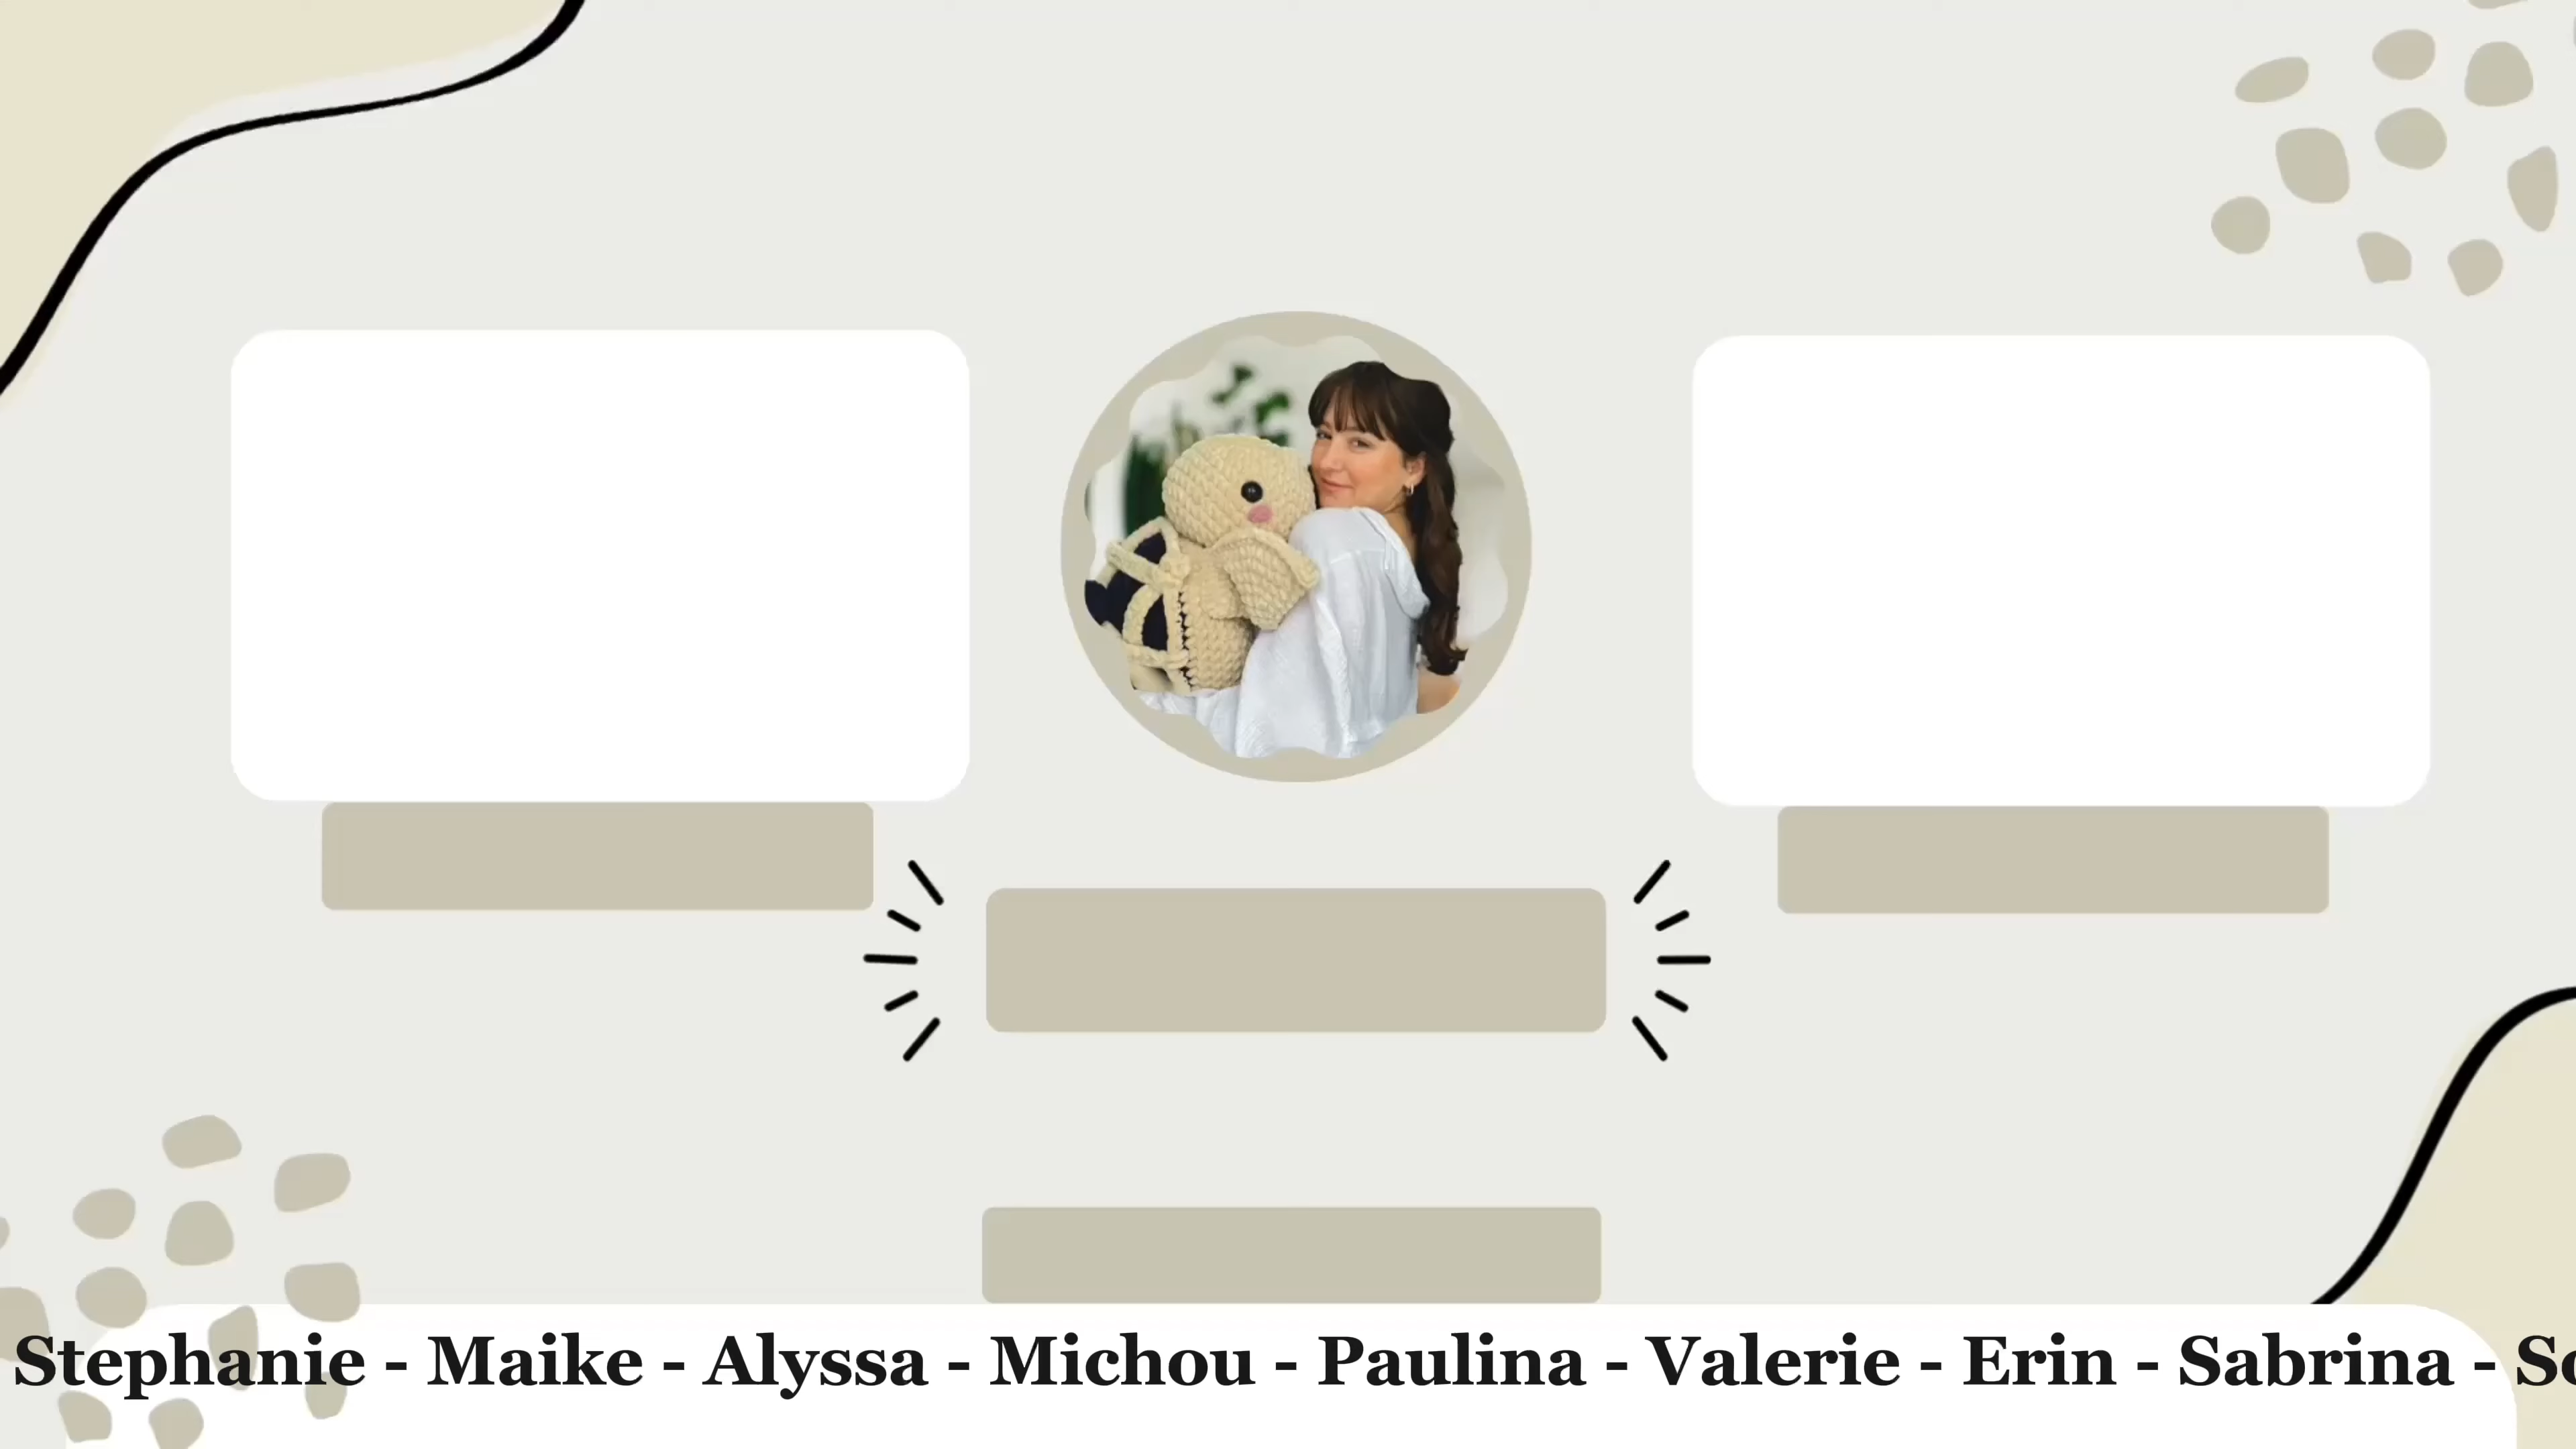 Stephanie - Maike - Alyssa - Michou - Paulina - Valerie - Erin - Sabrina -